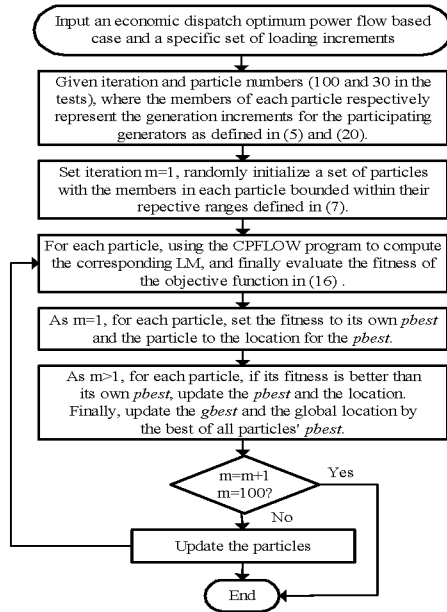 Input an economic dispatch optimum power flow based
case and a specific set of loading increments
Given iteration and particle numbers (100 and 30 in the
tests), where the members of each particle respectively
represent the generation increments for the participating
generators as defined in (5) and (20).
Set iteration m=1, randomly initialize a set of particles
with the members in each particle bounded within their
repective ranges defined in (7).
For each particle, using the CPFLOW program to compute
the corresponding LM, and finally evaluate the fitness of
the objective function in (16) .
As m=1, for each particle, set the fitness to its own pbest
and the particle to the location for the pbest.
As m>1, for each particle, if its fitness is better than
its own pbest, update the pbest and the location.
Finally, update the gbest and the global location by
the best of all particles' pbest.
m=m+1
m=100?
Yes
No
Update the particles
End